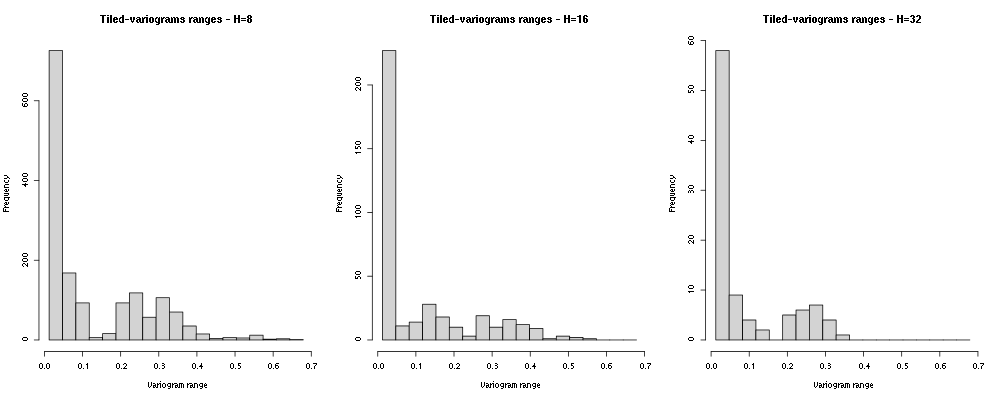 Tiled-variograms ranges - H=8
Frequency
600
400
200
0
0.0 0.1 0.2 0.3 0.4 0.5 0.6 0.7
Variogram range
Tiled-variograms ranges - H=16
Frequency
200
150
100
50
0
0.0 0.1 0.2 0.3 0.4 0.5 0.6 0.7
Variogram range
Tiled-variograms ranges - H=32
Frequency
60
50
40
30
20
10
0
0.0 0.1 0.2 0.3 0.4 0.5 0.6 0.7
Variogram range